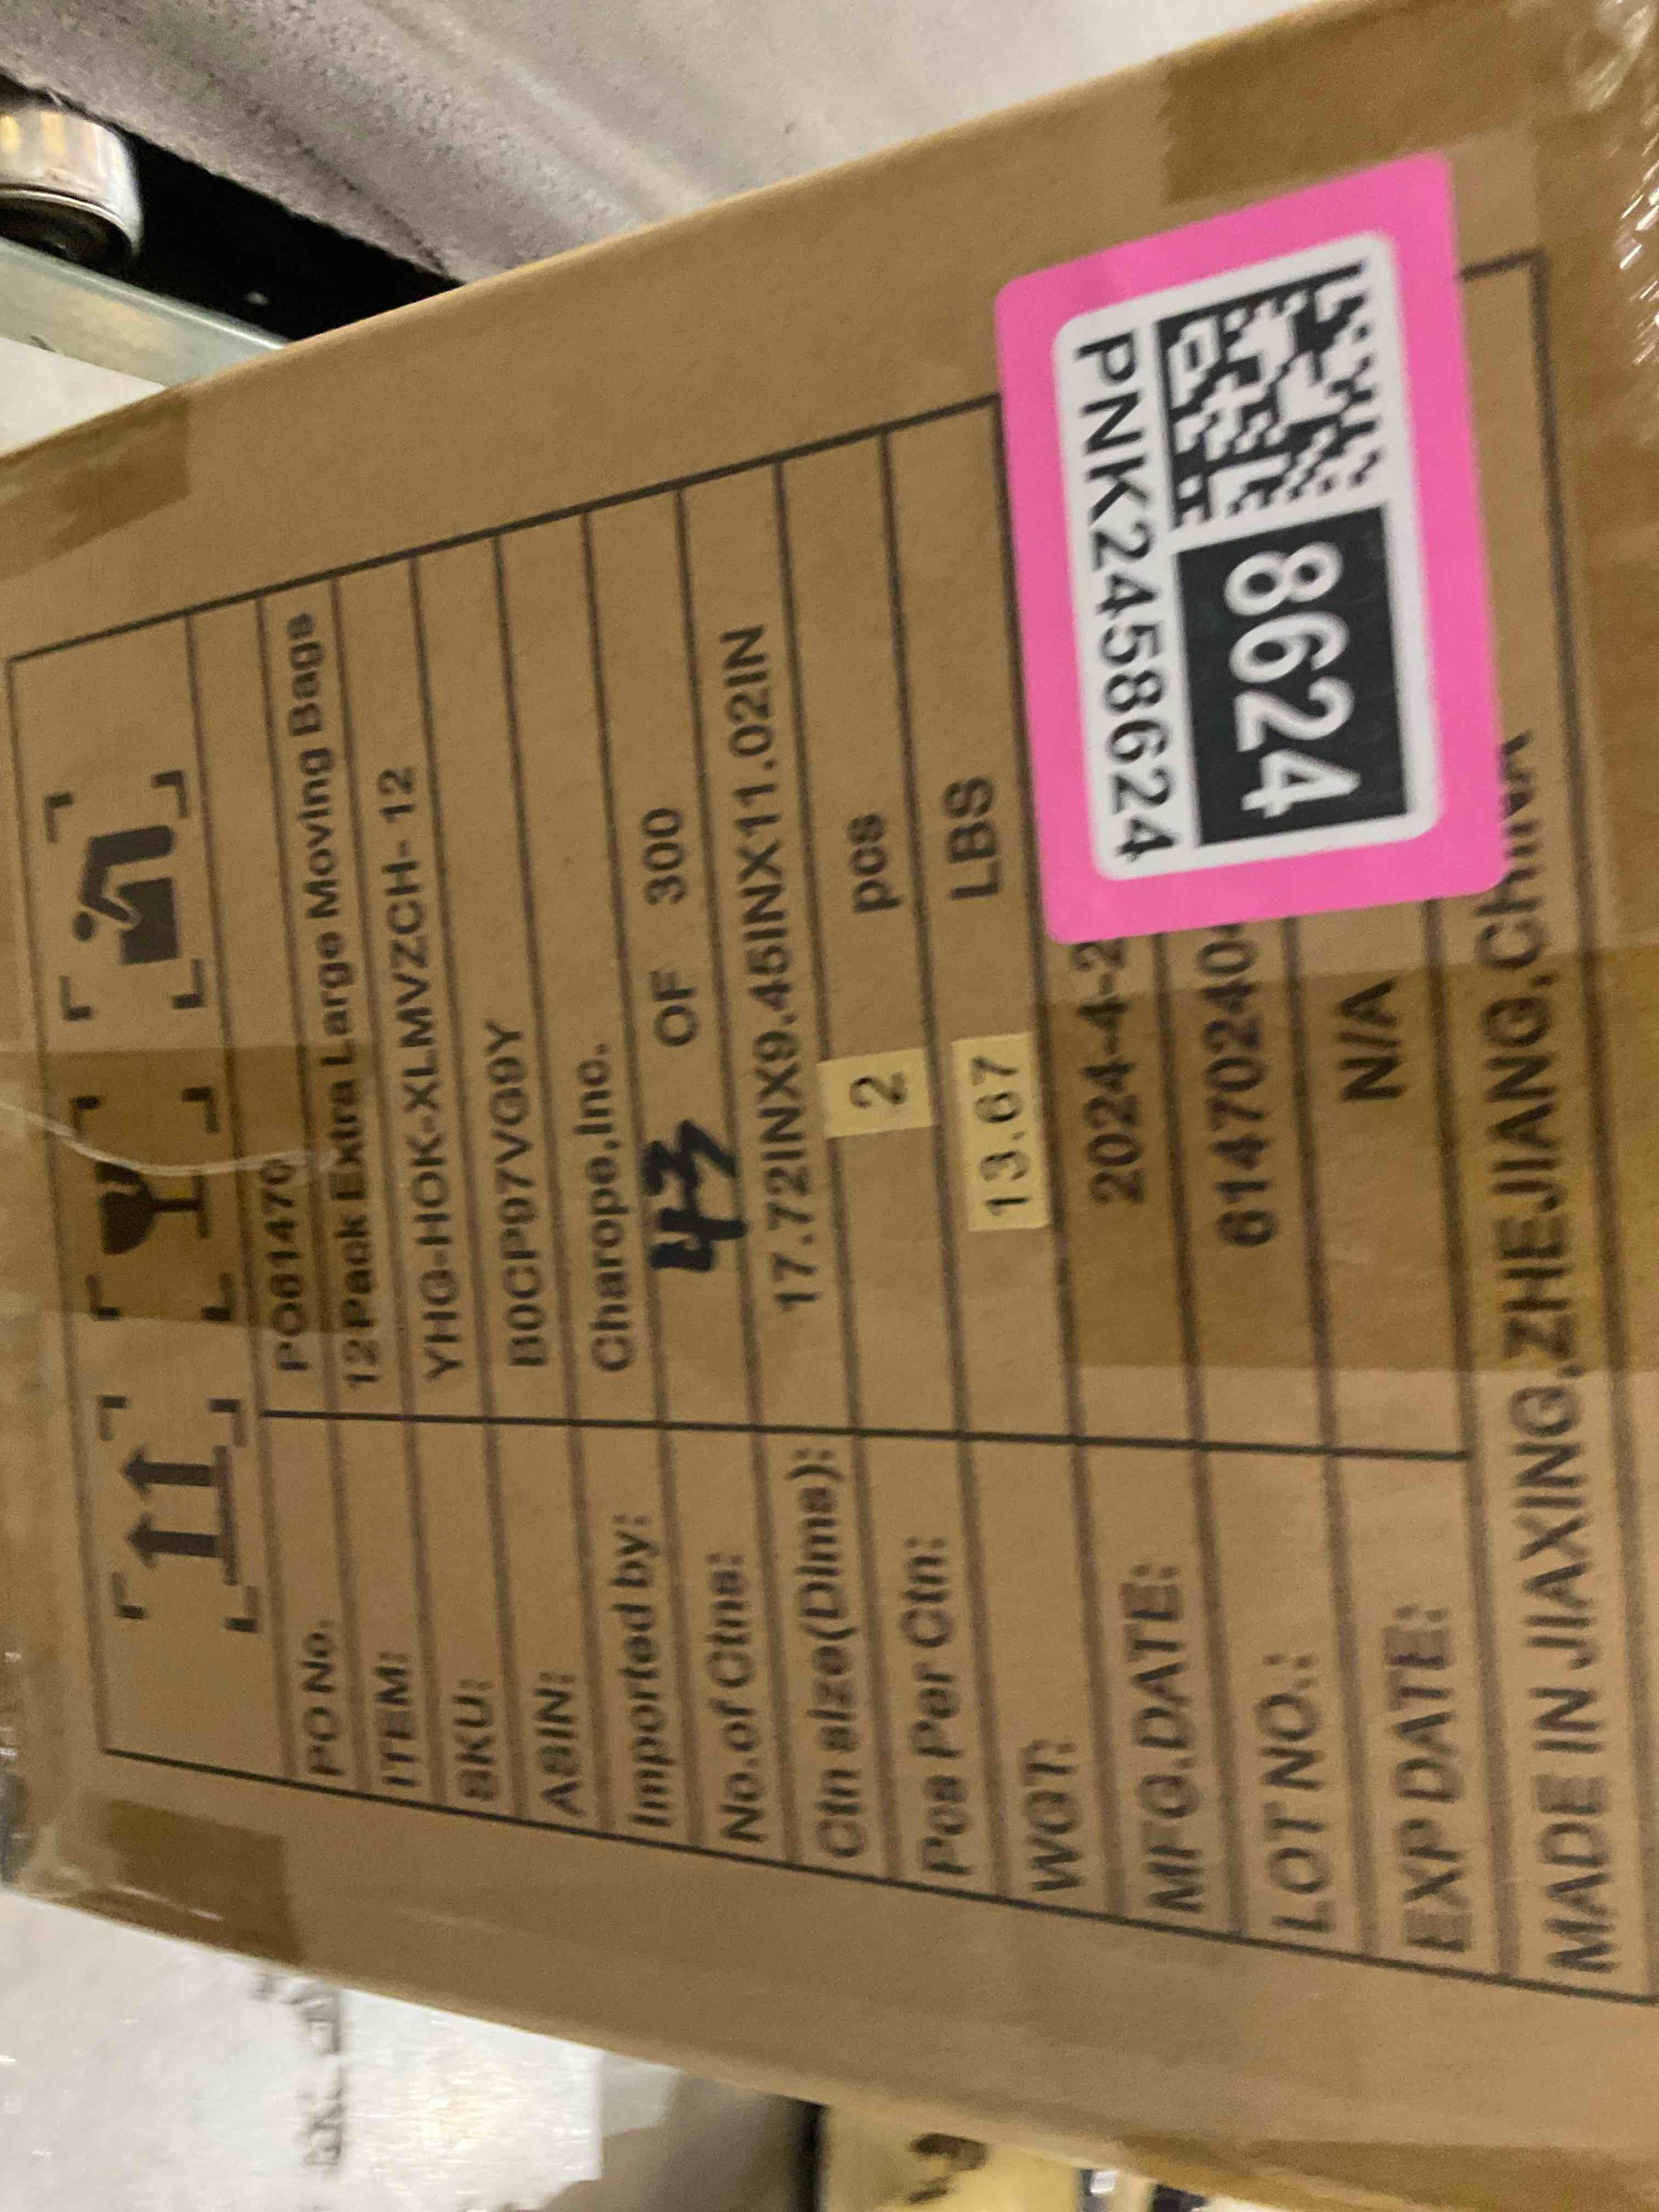 PO No. PO81470
ITEM: 12 Pack Extra Large Moving Bags
SKU: YHG-HOK-XLMVZCH-12
ASIN: B0CP97VG9Y
Imported by: Charope,Inc.
No.of Ctns: 43 OF 300
Ctn size(Dims): 17.72INX9.45INX11.02IN
Pcs Per Ctn: 2 pcs
WGT: 13.67 LBS
MFG.DATE: 2024-4-2
LOT NO.: 614702404
EXP DATE: N/A
MADE IN JIAXING,ZHEJIANG,CHINA
PNK2458624
8624